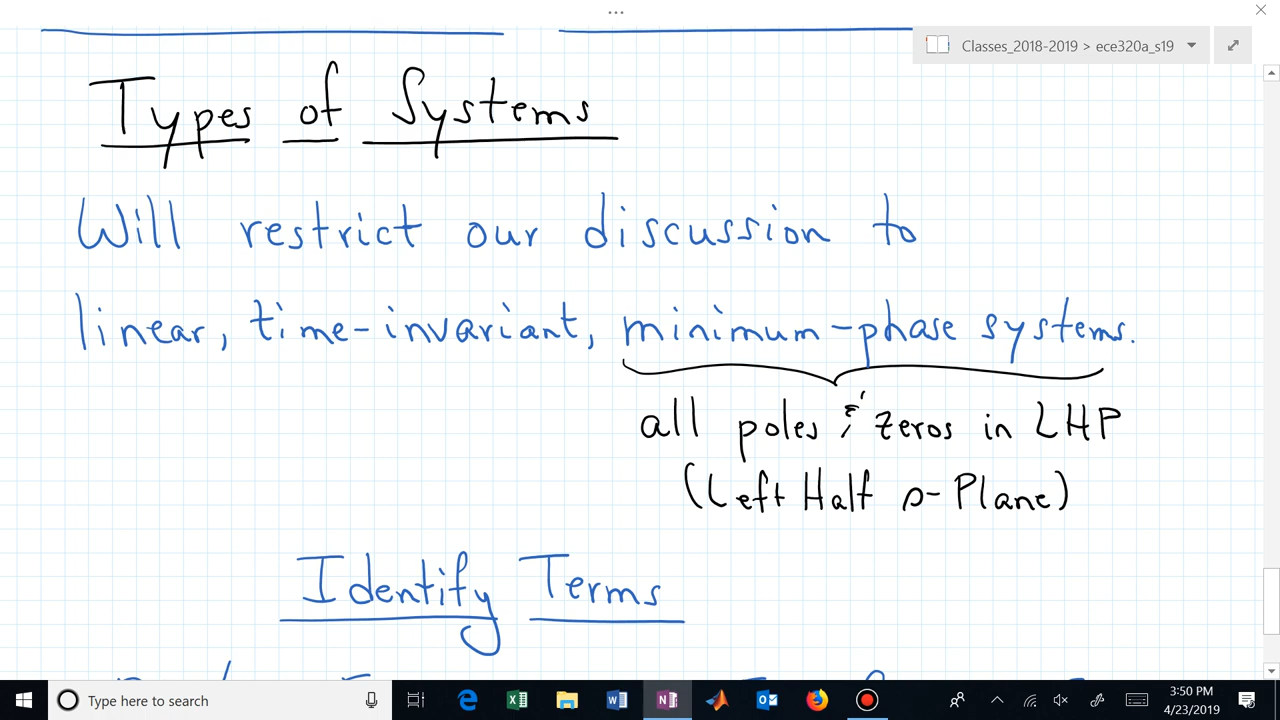 Classes_2018-2019 > ece320a_s19
Types of Systems
Will restrict our discussion to
linear, time-invariant, minimum-phase systems.
all poles & zeros in LHP
(Left Half s-Plane)
Identify Terms
Type here to search
3:50 PM
4/23/2019